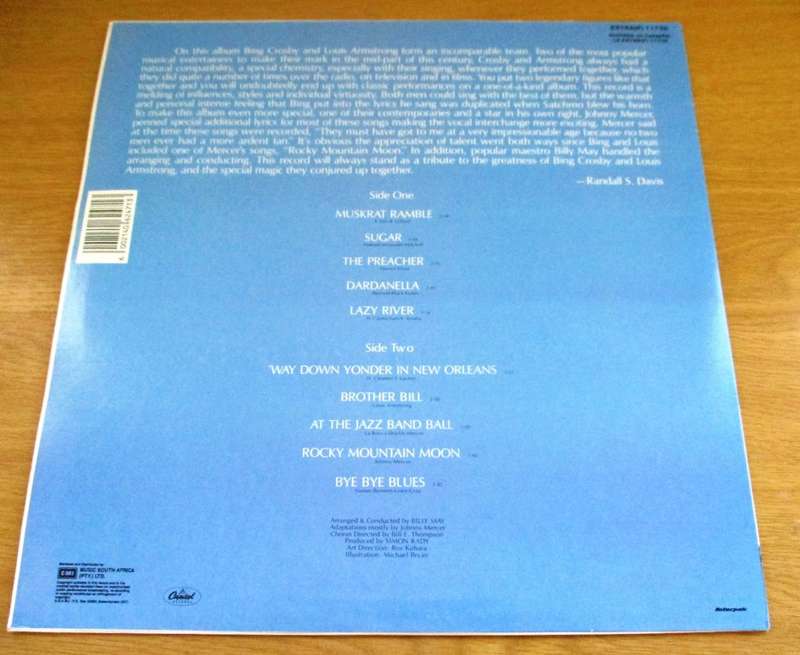 On this album Bing Crosby and Louis Armstrong form an incomparable team. Two of the most popular
musical entertainers to make their mark in the mid-part of this century, Crosby and Armstrong always had a
natural compatibility, a special chemistry, especially with their singing, whenever they performed together, which
they did quite a number of times over the radio, on television and in films. You put two legendary figures like that
together and you will undoubtedly end up with classic performances on a one-of-a-kind album. This record is a
melding of influences, styles and individual virtuosity. Both men could sing with the best of them, but the warmth
and personal intense feeling that Bing put into the lyrics he sang was duplicated when Satchmo blew his horn.
To make this album even more special, one of their contemporaries and a star in his own right, Johnny Mercer,
penned special additional lyrics for most of these songs making the vocal interchange more exciting. Mercer said
at the time these songs were recorded, "They must have got to me at a very impressionable age because no two
men ever had a more ardent fan." It's obvious the appreciation of talent went both ways since Bing and Louis
included one of Mercer's songs, "Rocky Mountain Moon." In addition, popular maestro Billy May handled the
arranging and conducting. This record will always stand as a tribute to the greatness of Bing Crosby and Louis
Armstrong, and the special magic they conjured up together.
—Randall S. Davis
Side One
MUSKRAT RAMBLE
SUGAR
THE PREACHER
DARDANELLA
LAZY RIVER
Side Two
'WAY DOWN YONDER IN NEW ORLEANS
BROTHER BILL
Louis Armstrong
AT THE JAZZ BAND BALL
ROCKY MOUNTAIN MOON
Johnny Mercer
BYE BYE BLUES
Arranged & Conducted by BILLY MAY
Adaptations mostly by Johnny Mercer
Chorus Directed by Bill E. Thompson
Produced by SIMON RADY
Art Direction: Roy Kohara
Illustration: Michael Bryan
EMI
MUSIC SOUTH AFRICA
(PTY.) LTD.
Capitol
RECORDS
Interpak